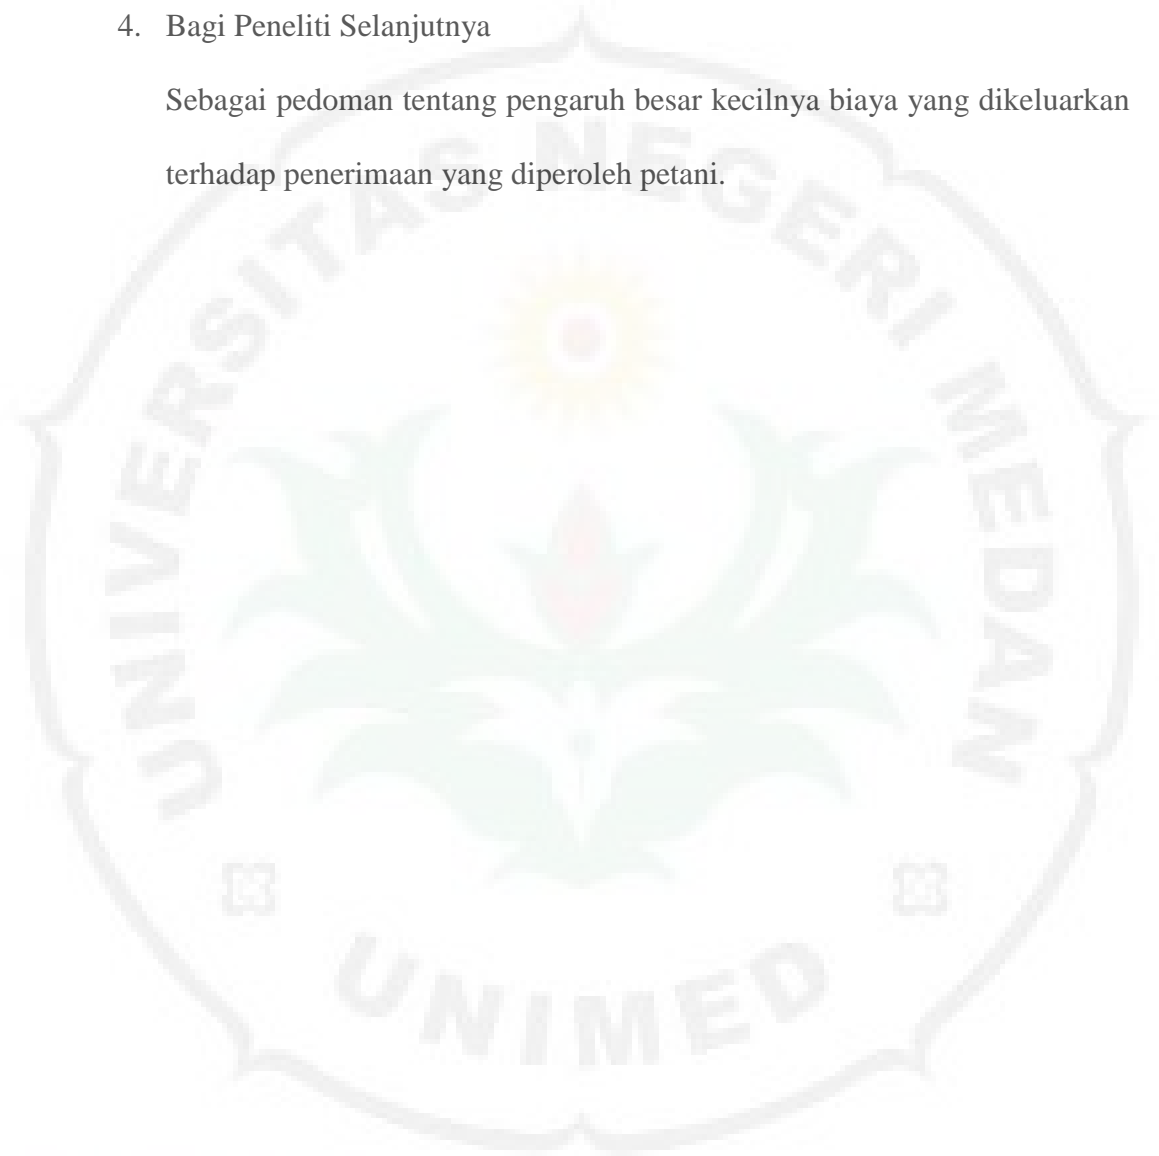 4. Bagi Peneliti Selanjutnya
Sebagai pedoman tentang pengaruh besar kecilnya biaya yang dikeluarkan
terhadap penerimaan yang diperoleh petani.
UNIVERSITAS NEGERI MEDAN
UNIMED